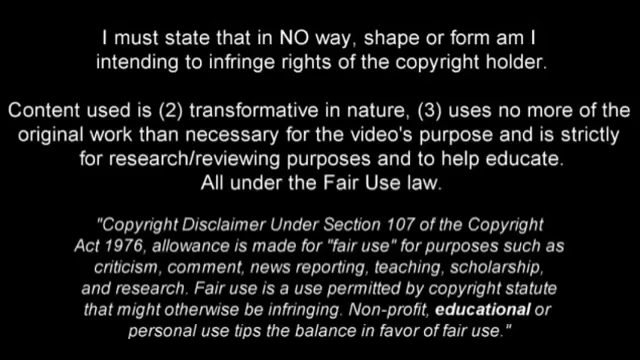 I must state that in NO way, shape or form am I
intending to infringe rights of the copyright holder.
Content used is (2) transformative in nature, (3) uses no more of the
original work than necessary for the video's purpose and is strictly
for research/reviewing purposes and to help educate.
All under the Fair Use law.
"Copyright Disclaimer Under Section 107 of the Copyright
Act 1976, allowance is made for "fair use" for purposes such as
criticism, comment, news reporting, teaching, scholarship,
and research. Fair use is a use permitted by copyright statute
that might otherwise be infringing. Non-profit, educational or
personal use tips the balance in favor of fair use."